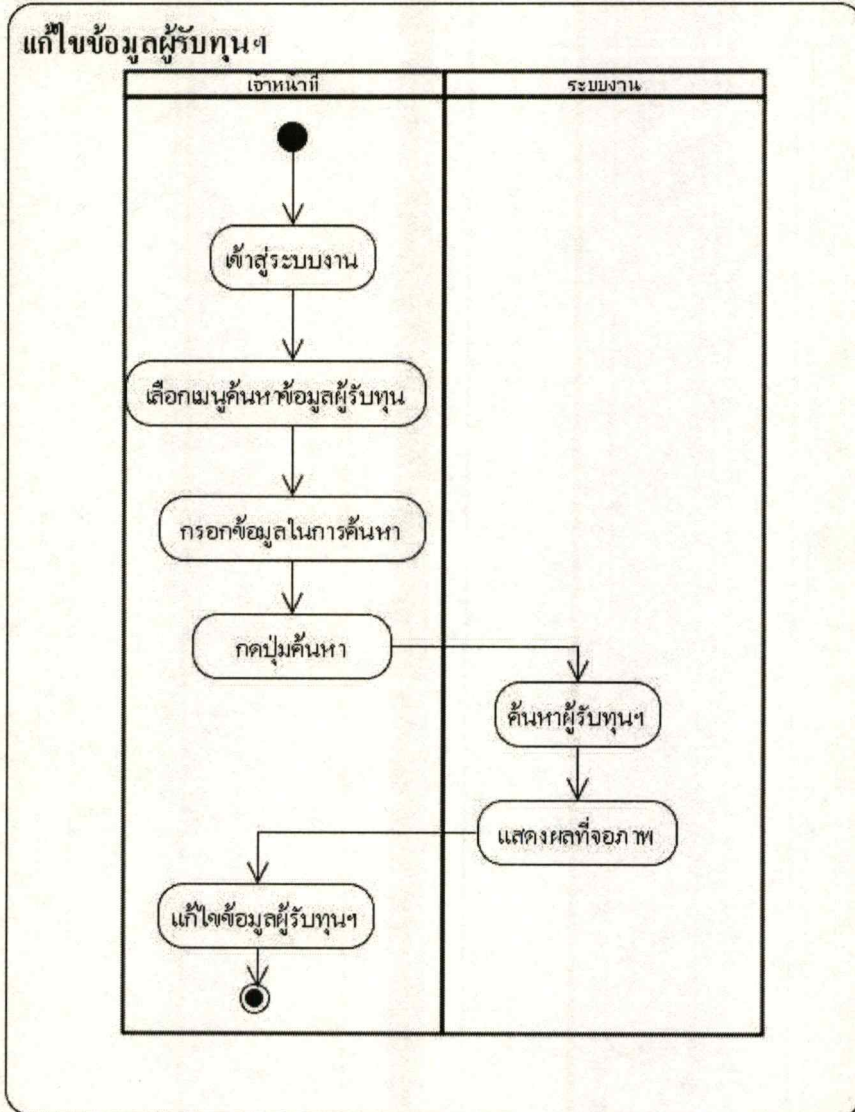 แก้ไขข้อมูลผู้รับทุนฯ
เจ้าหน้าที่
ระบบงาน
เข้าสู่ระบบงาน
เลือกเมนูค้นหาข้อมูลผู้รับทุน
กรอกข้อมูลในการค้นหา
กดปุ่มค้นหา
ค้นหาผู้รับทุนฯ
แสดงผลที่จอภาพ
แก้ไขข้อมูลผู้รับทุนฯ